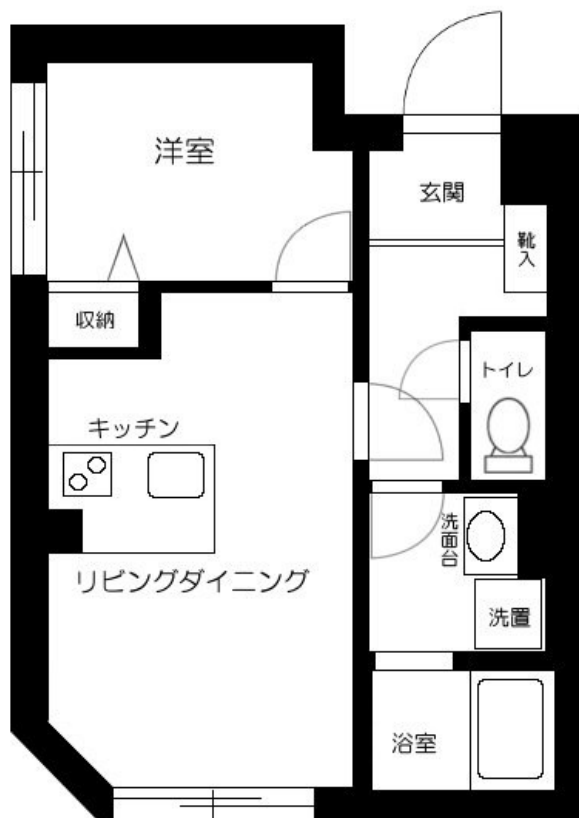 洋室
玄関
靴入
収納
トイレ
キッチン
洗面台
リビングダイニング
洗置
浴室